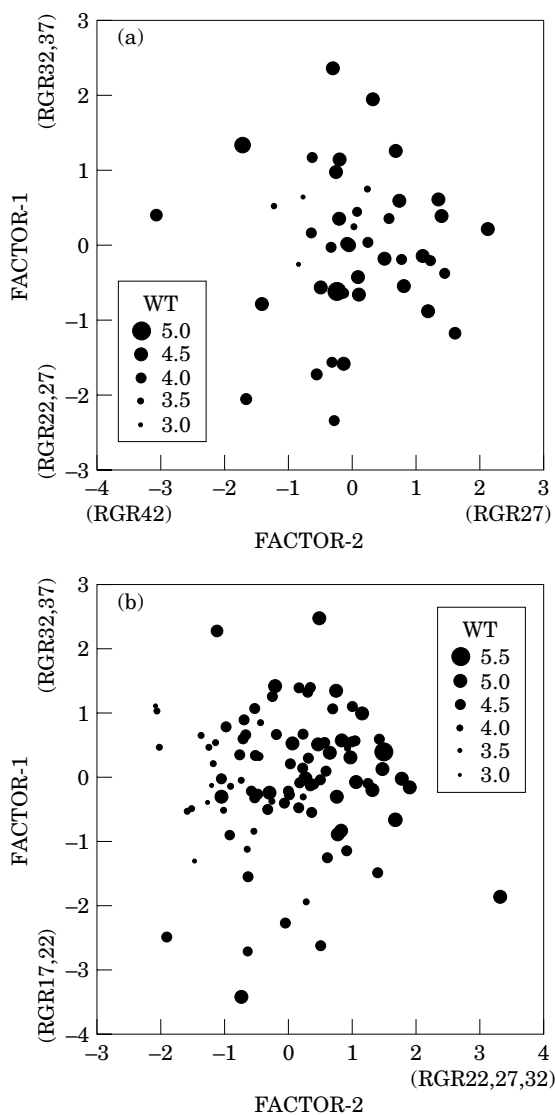 (a)
(RGR32,37)
3
2
1
0
–1
–2
–3
FACTOR-1
(RGR22,27)
WT
5.0
4.5
4.0
3.5
3.0
–4 –3 –2 –1 0 1 2 3
(RGR42) (RGR27)
FACTOR-2
(b)
(RGR32,37)
3
2
1
0
–1
–2
–3
–4
FACTOR-1
(RGR17,22)
WT
5.5
5.0
4.5
4.0
3.5
3.0
–3 –2 –1 0 1 2 3 4
(RGR22,27,32)
FACTOR-2